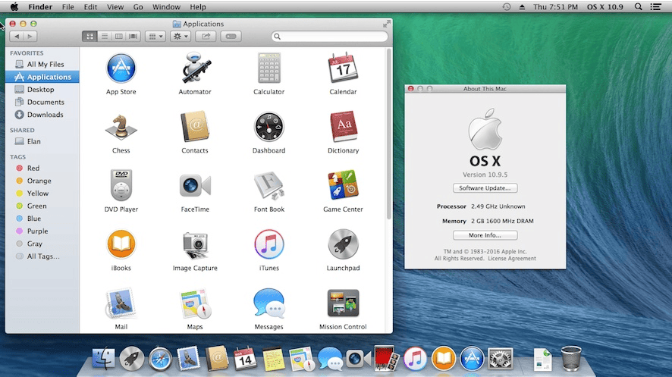 Finder File Edit View Go Window Help Thu 7:51 PM OS X 10.9
Applications
FAVORITES
All My Files
Applications
Desktop
Documents
Downloads
SHARED
Elan
TAGS
Red
Orange
Yellow
Green
Blue
Purple
Gray
All Tags...
App Store Automator Calculator Calendar
Chess Contacts Dashboard Dictionary
DVD Player FaceTime Font Book Game Center
iBooks Image Capture iTunes Launchpad
Mail Maps Messages Mission Control
JUL
17
About This Mac
OS X
Version 10.9.5
Software Update...
Processor 2.49 GHz Unknown
Memory 2 GB 1600 MHz DRAM
More Info...
TM and © 1983–2016 Apple Inc.
All Rights Reserved. License Agreement
14